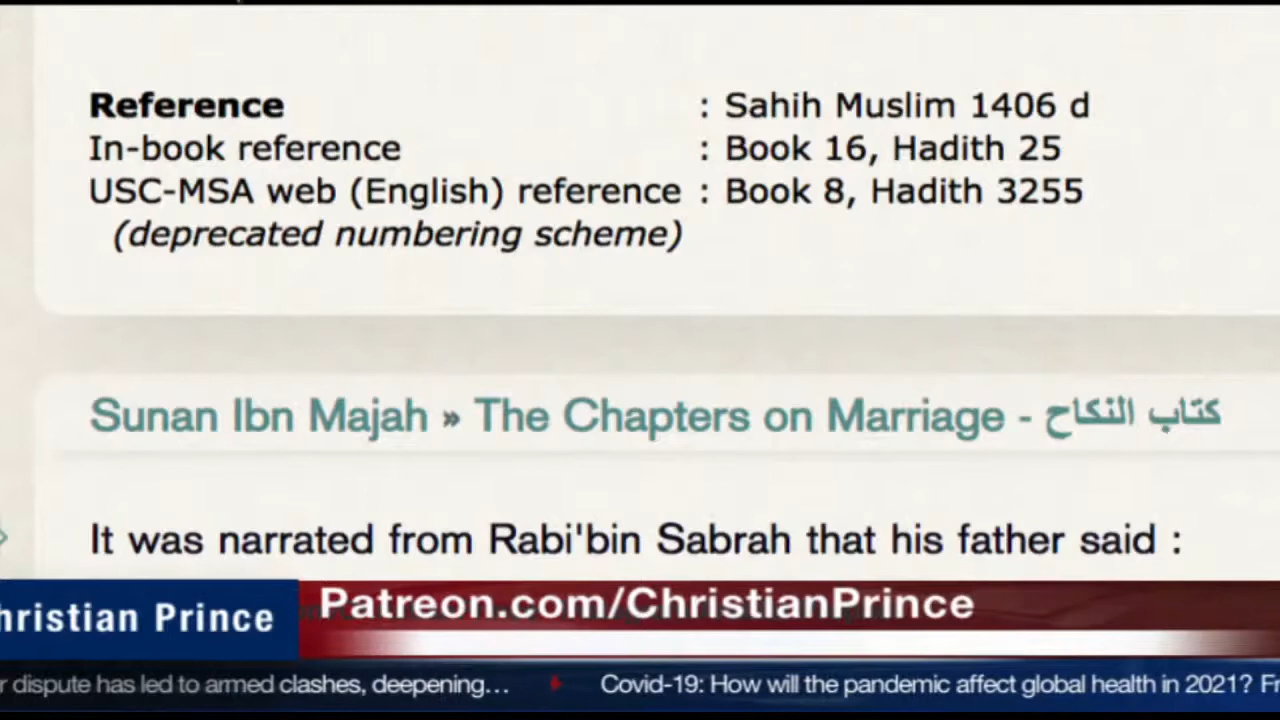 Reference : Sahih Muslim 1406 d
In-book reference : Book 16, Hadith 25
USC-MSA web (English) reference : Book 8, Hadith 3255
(deprecated numbering scheme)
Sunan Ibn Majah » The Chapters on Marriage - كتاب النكاح
It was narrated from Rabi'bin Sabrah that his father said :
hristian Prince
Patreon.com/ChristianPrince
r dispute has led to armed clashes, deepening... Covid-19: How will the pandemic affect global health in 2021? Fr